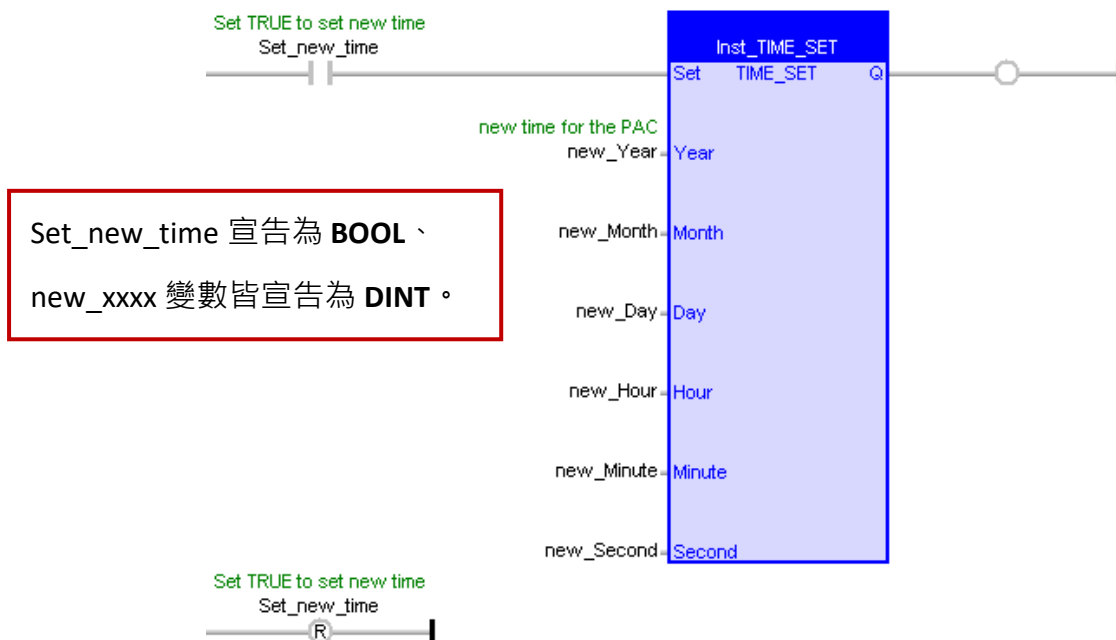 Set TRUE to set new time
Set_new_time
Inst_TIME_SET
Set TIME_SET Q
new time for the PAC
new_Year Year
Set_new_time 宣告為 BOOL、
new_xxxx 變數皆宣告為 DINT。
new_Month Month
new_Day Day
new_Hour Hour
new_Minute Minute
new_Second Second
Set TRUE to set new time
Set_new_time
R